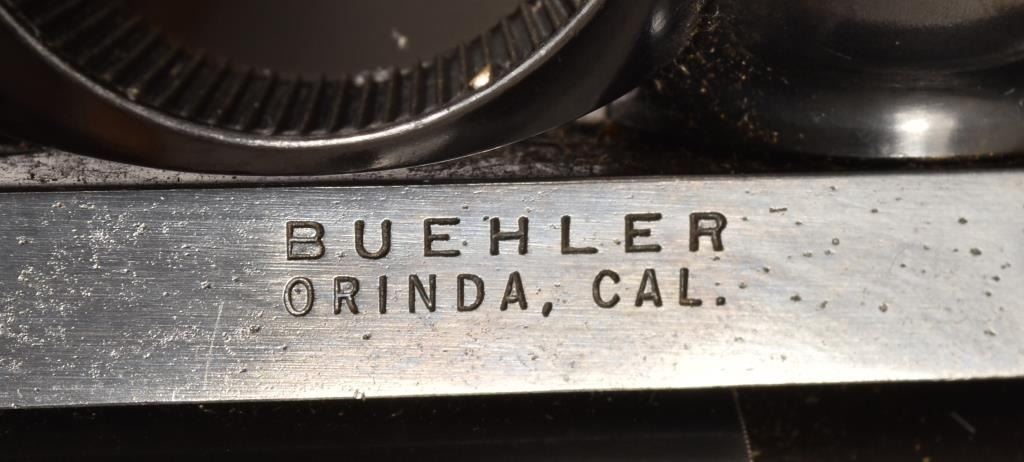 BUEHLER
ORINDA, CAL.